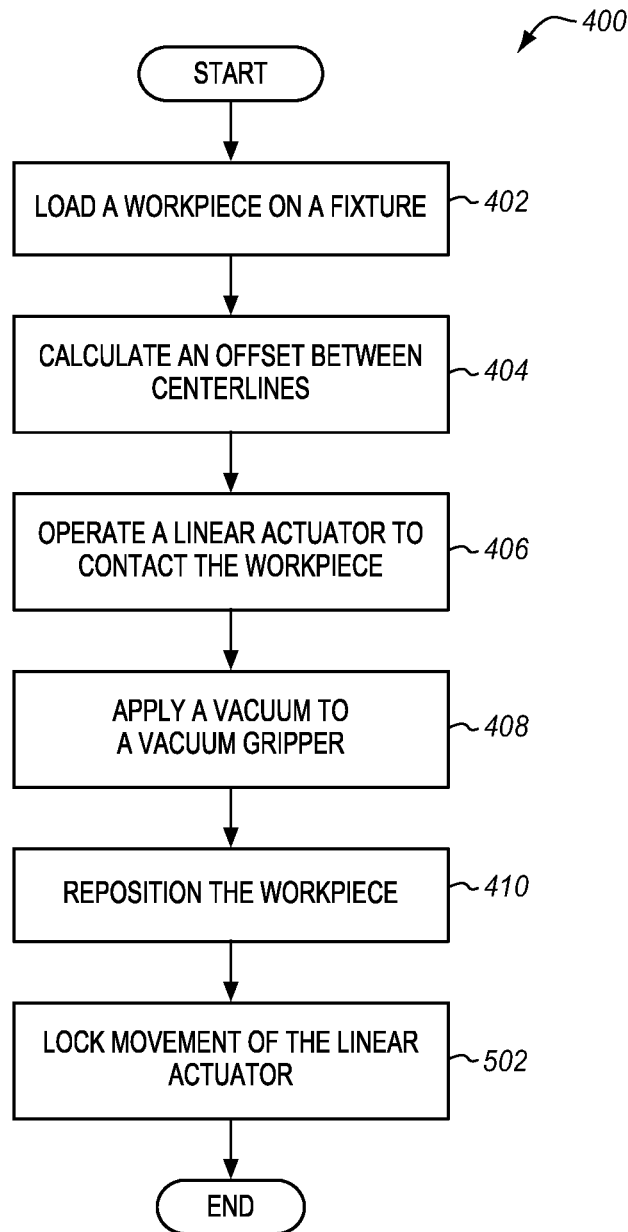 400
START
LOAD A WORKPIECE ON A FIXTURE
402
CALCULATE AN OFFSET BETWEEN
CENTERLINES
404
OPERATE A LINEAR ACTUATOR TO
CONTACT THE WORKPIECE
406
APPLY A VACUUM TO
A VACUUM GRIPPER
408
REPOSITION THE WORKPIECE
410
LOCK MOVEMENT OF THE LINEAR
ACTUATOR
502
END